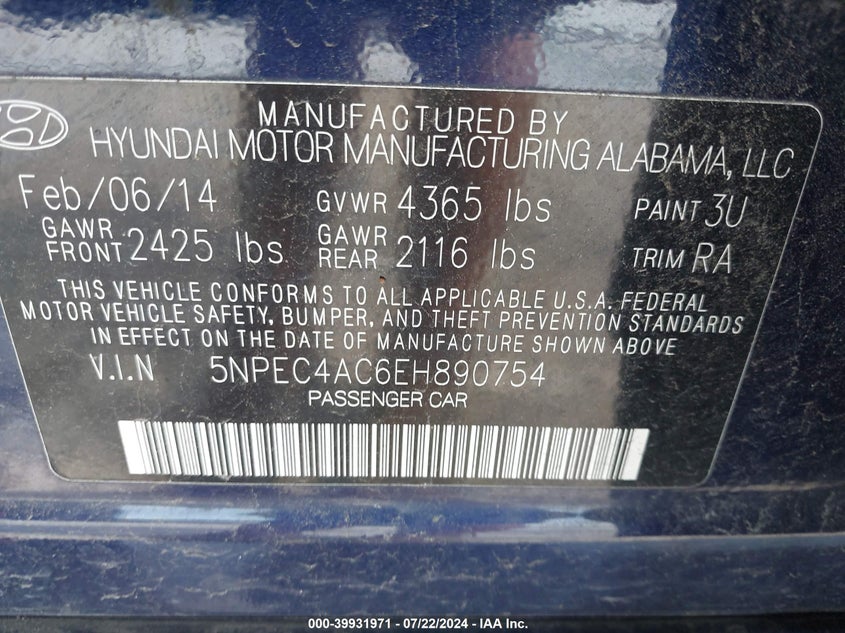 MANUFACTURED BY
HYUNDAI MOTOR MANUFACTURING ALABAMA, LLC
Feb/06/14 GVWR 4365 lbs PAINT 3U
GAWR FRONT 2425 lbs GAWR REAR 2116 lbs TRIM RA
THIS VEHICLE CONFORMS TO ALL APPLICABLE U.S.A. FEDERAL
MOTOR VEHICLE SAFETY, BUMPER, AND THEFT PREVENTION STANDARDS
IN EFFECT ON THE DATE OF MANUFACTURE SHOWN ABOVE.
V.I.N 5NPEC4AC6EH890754
PASSENGER CAR
000-39931971 - 07/22/2024 - IAA Inc.